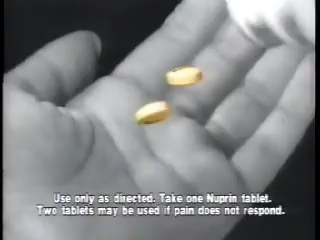 Use only as directed. Take one Nuprin tablet.
Two tablets may be used if pain does not respond.